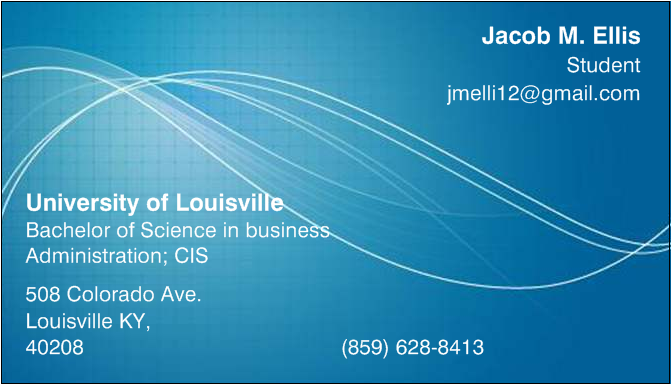 Jacob M. Ellis
Student
jmelli12@gmail.com
University of Louisville
Bachelor of Science in business
Administration; CIS
508 Colorado Ave.
Louisville KY,
40208
(859) 628-8413